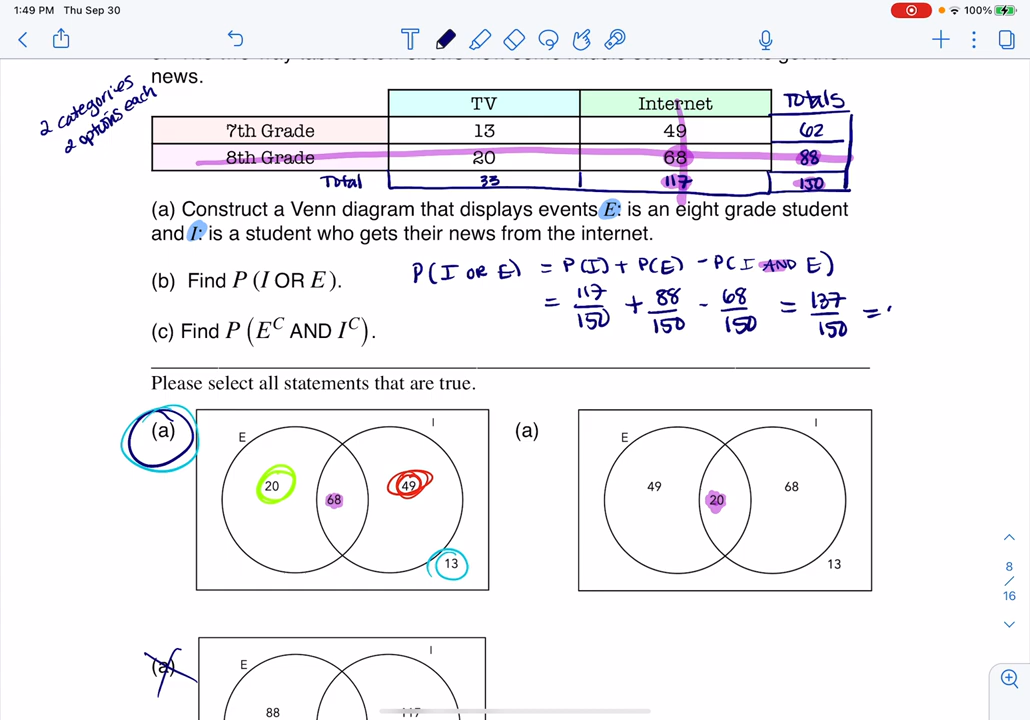 1:49 PM Thu Sep 30
100%
news.
2 categories
2 options each
TV Internet Totals
7th Grade 13 49 62
8th Grade 20 68 88
Total 33 117 150
(a) Construct a Venn diagram that displays events E: is an eight grade student
and I: is a student who gets their news from the internet.
(b) Find P (I OR E).
P(I OR E) = P(I) + P(E) - P(I AND E)
= 117/150 + 88/150 - 68/150 = 137/150 =
(c) Find P (E^C AND I^C).
Please select all statements that are true.
(a)
E I
20 68 49
13
(a)
E I
49 20 68
13
(a)
E I
88 117
8
/
16